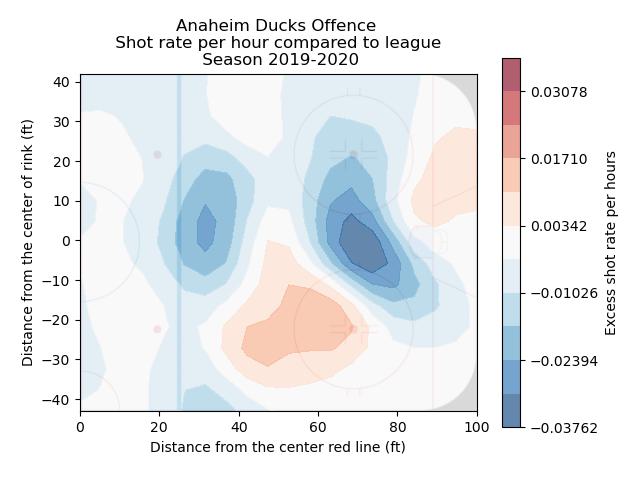 Anaheim Ducks Offence
Shot rate per hour compared to league
Season 2019-2020
Distance from the center of rink (ft)
40
30
20
10
0
−10
−20
−30
−40
0 20 40 60 80 100
Distance from the center red line (ft)
0.03078
0.01710
0.00342
−0.01026
−0.02394
−0.03762
Excess shot rate per hours